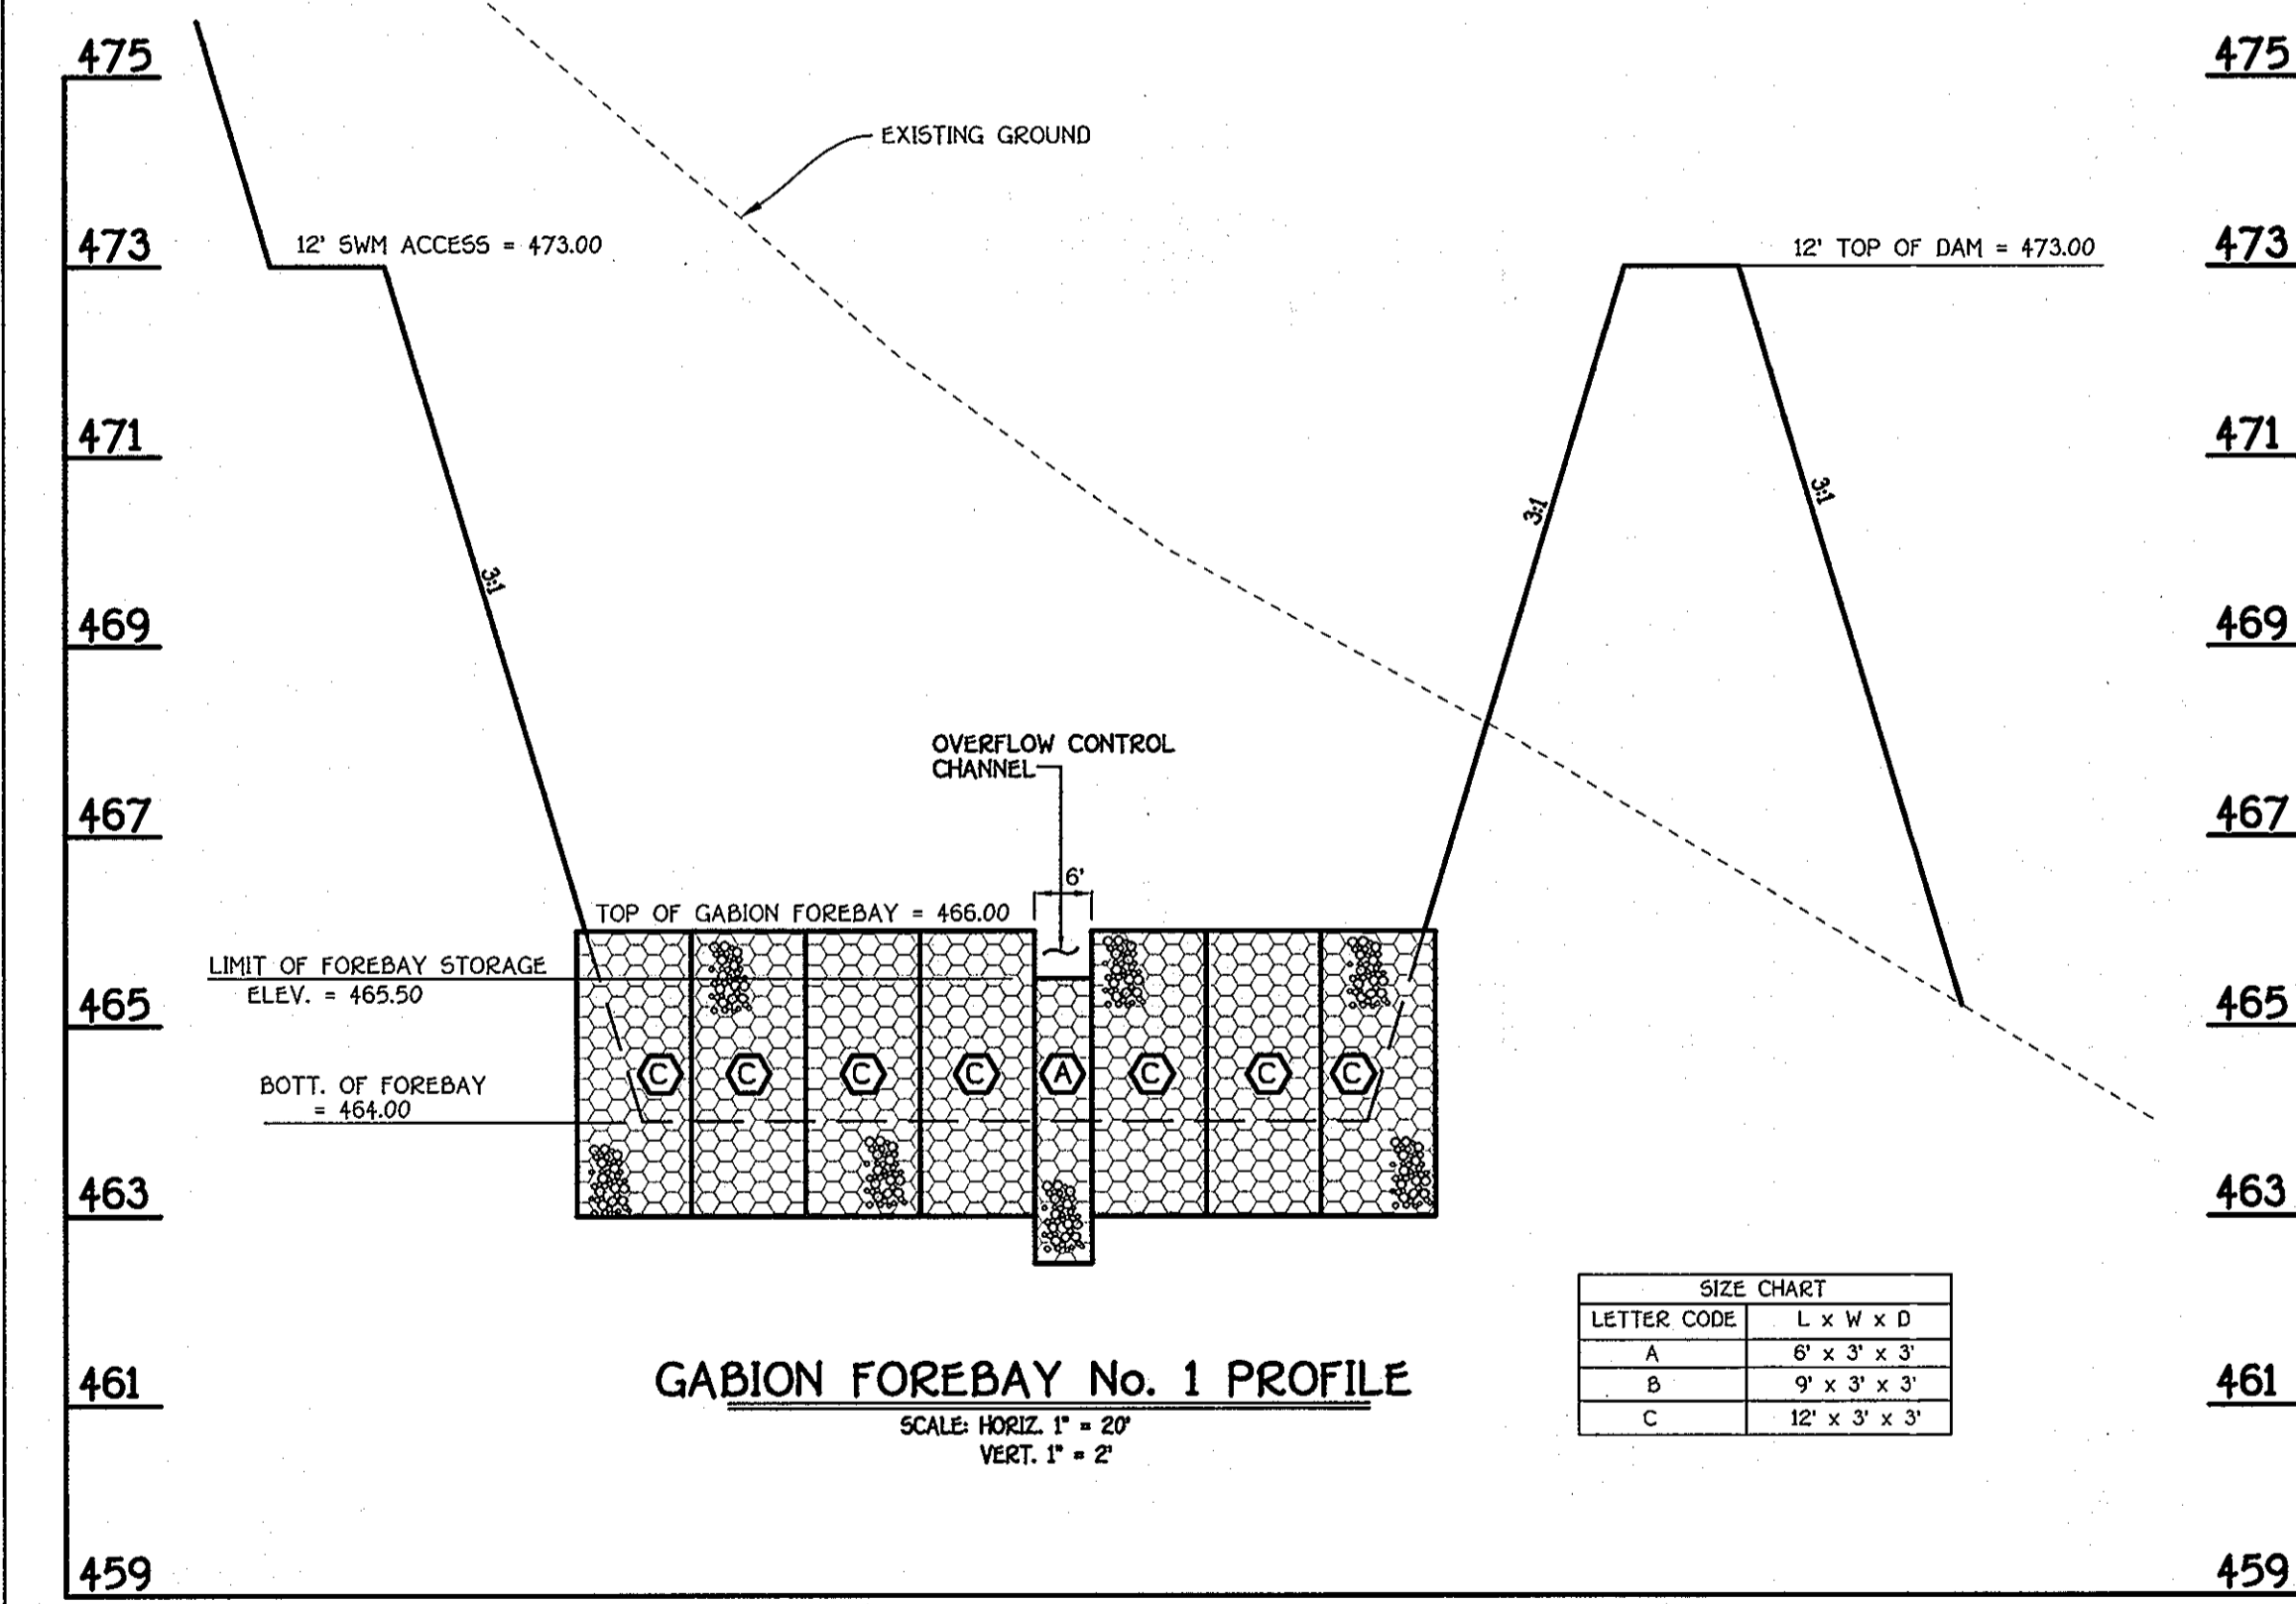 475
475
EXISTING GROUND
473
12' SWM ACCESS = 473.00
12' TOP OF DAM = 473.00
473
471
471
3:1
3:1
3:1
469
469
OVERFLOW CONTROL
CHANNEL
467
467
6'
TOP OF GABION FOREBAY = 466.00
LIMIT OF FOREBAY STORAGE
ELEV. = 465.50
465
465
C C C C A C C C
BOTT. OF FOREBAY
= 464.00
463
463
SIZE CHART
LETTER CODE L x W x D
A 6' x 3' x 3'
B 9' x 3' x 3'
C 12' x 3' x 3'
GABION FOREBAY No. 1 PROFILE
SCALE: HORIZ. 1" = 20'
VERT. 1" = 2'
461
461
459
459